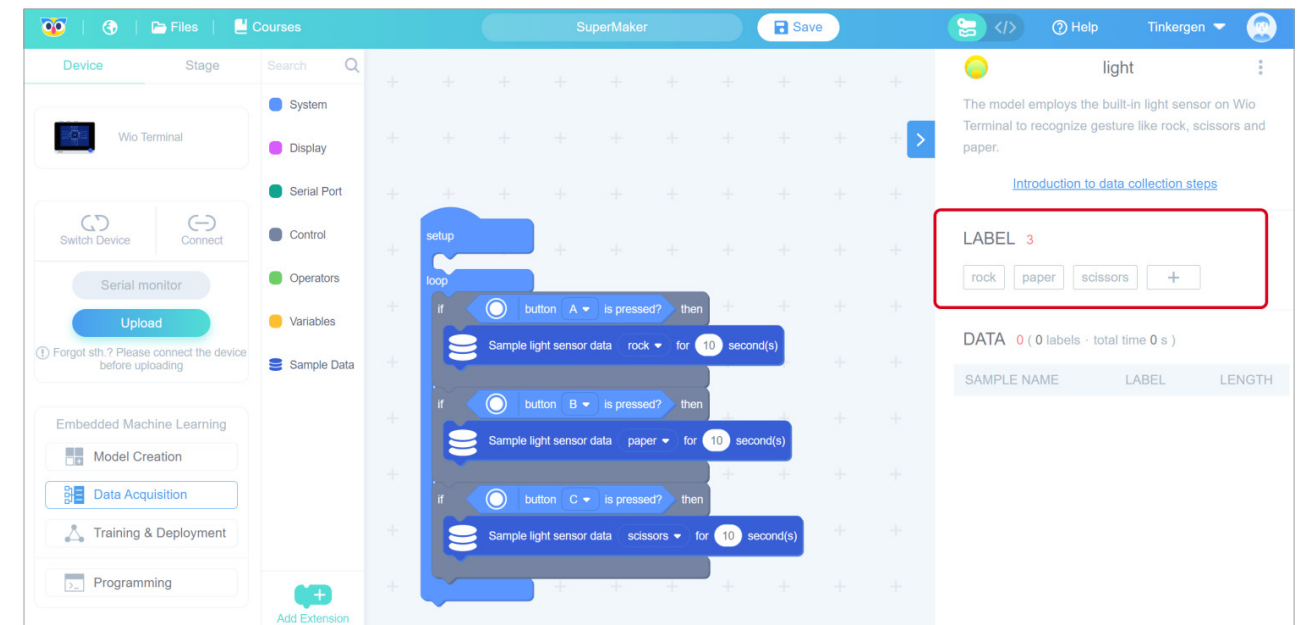 Files
Courses
SuperMaker
Save
</>
Help
Tinkergen
Device
Stage
Wio Terminal
Switch Device
Connect
Serial monitor
Upload
Forgot sth.? Please connect the device
before uploading
Embedded Machine Learning
Model Creation
Data Acquisition
Training & Deployment
Programming
Search
System
Display
Serial Port
Control
Operators
Variables
Sample Data
Add Extension
setup
loop
if button A is pressed? then
Sample light sensor data rock for 10 second(s)
if button B is pressed? then
Sample light sensor data paper for 10 second(s)
if button C is pressed? then
Sample light sensor data scissors for 10 second(s)
light
The model employs the built-in light sensor on Wio
Terminal to recognize gesture like rock, scissors and
paper.
Introduction to data collection steps
LABEL 3
rock paper scissors +
DATA 0 ( 0 labels · total time 0 s )
SAMPLE NAME LABEL LENGTH